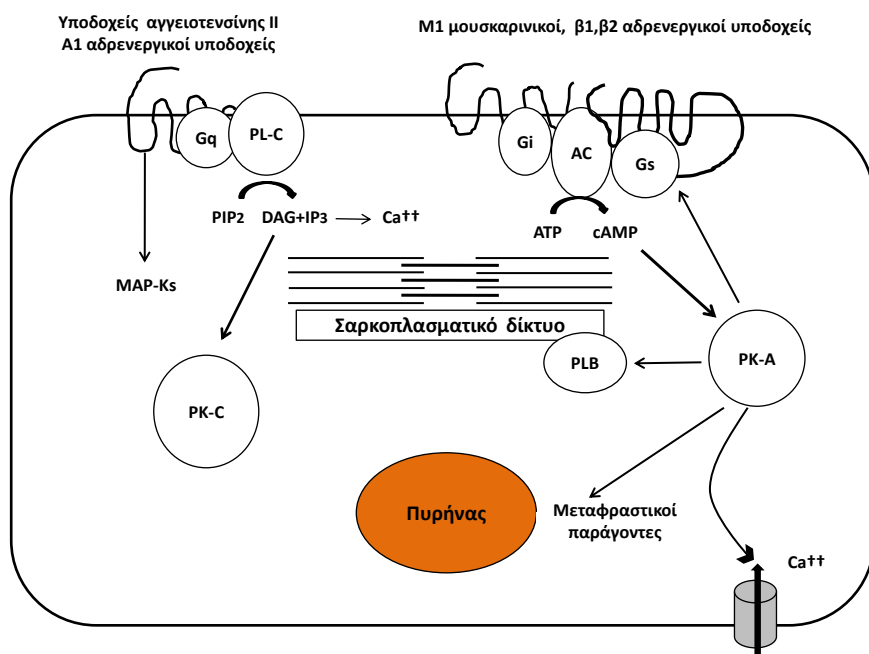 Υποδοχείς αγγειοτενσίνης ΙΙ
Α1 αδρενεργικοί υποδοχείς
Μ1 μουσκαρινικοί, β1,β2 αδρενεργικοί υποδοχείς
Gq
PL-C
Gi
AC
Gs
PIP2
DAG+IP3
Ca††
ATP
cAMP
MAP-Ks
Σαρκοπλασματικό δίκτυο
PLB
PK-A
PK-C
Πυρήνας
Μεταφραστικοί
παράγοντες
Ca††